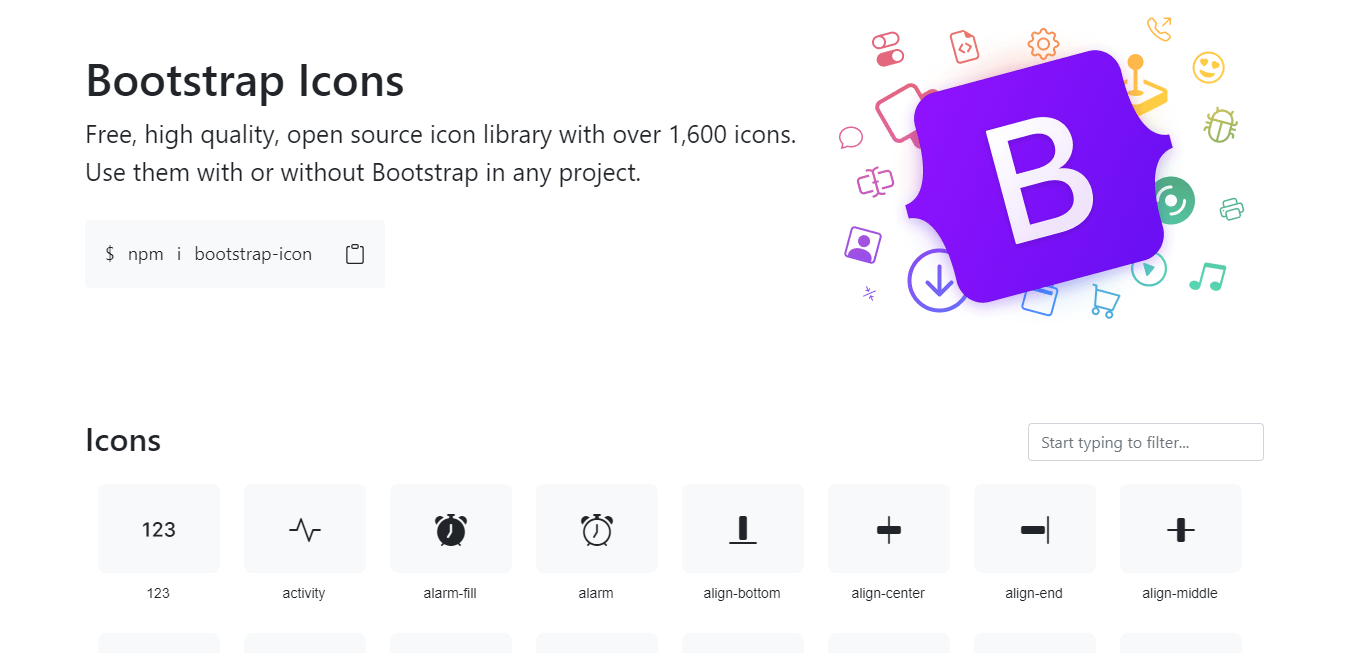 Bootstrap Icons
Free, high quality, open source icon library with over 1,600 icons.
Use them with or without Bootstrap in any project.
$ npm i bootstrap-icon
B
Icons
Start typing to filter...
123
123
activity
alarm-fill
alarm
align-bottom
align-center
align-end
align-middle